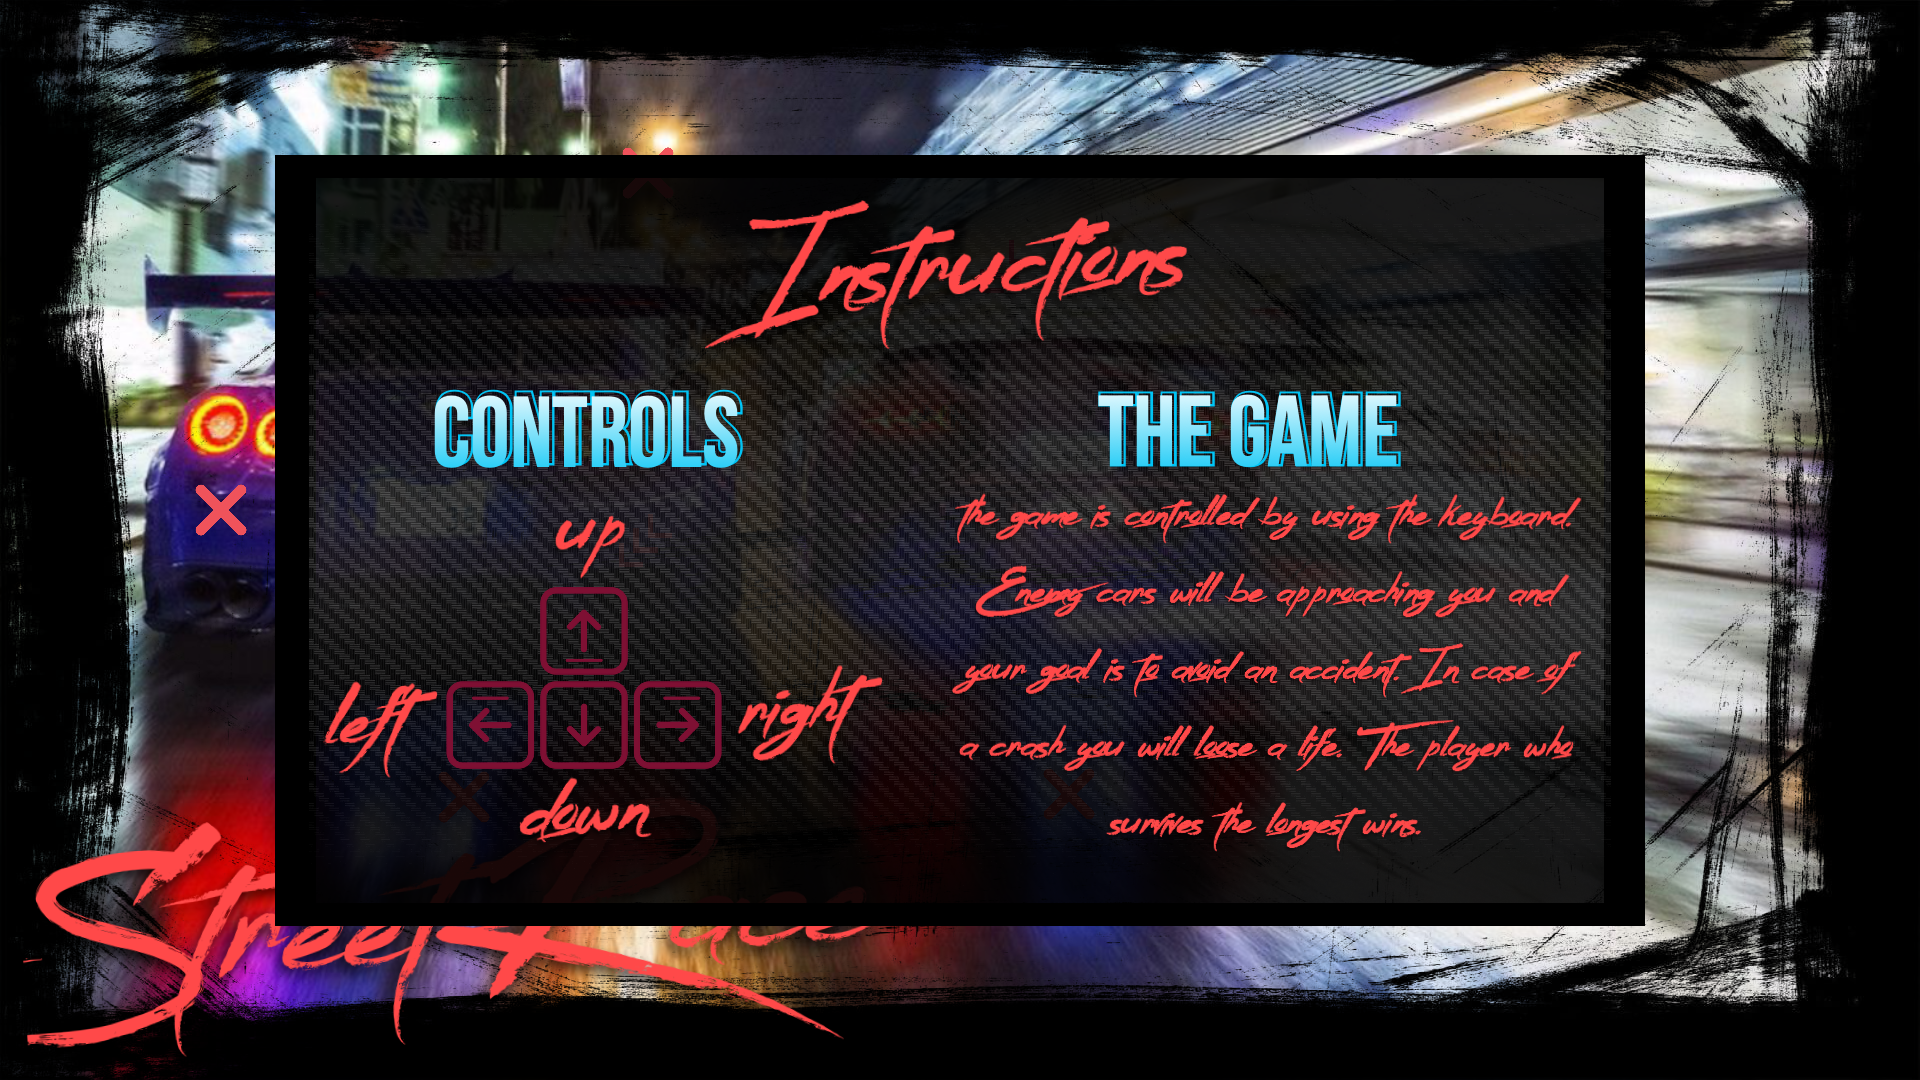 Instructions
CONTROLS
up
left
right
down
THE GAME
the game is controlled by using the keyboard.
Enemy cars will be approaching you and
your goal is to avoid an accident. In case of
a crash you will loose a life. The player who
survives the longest wins.
Street Race